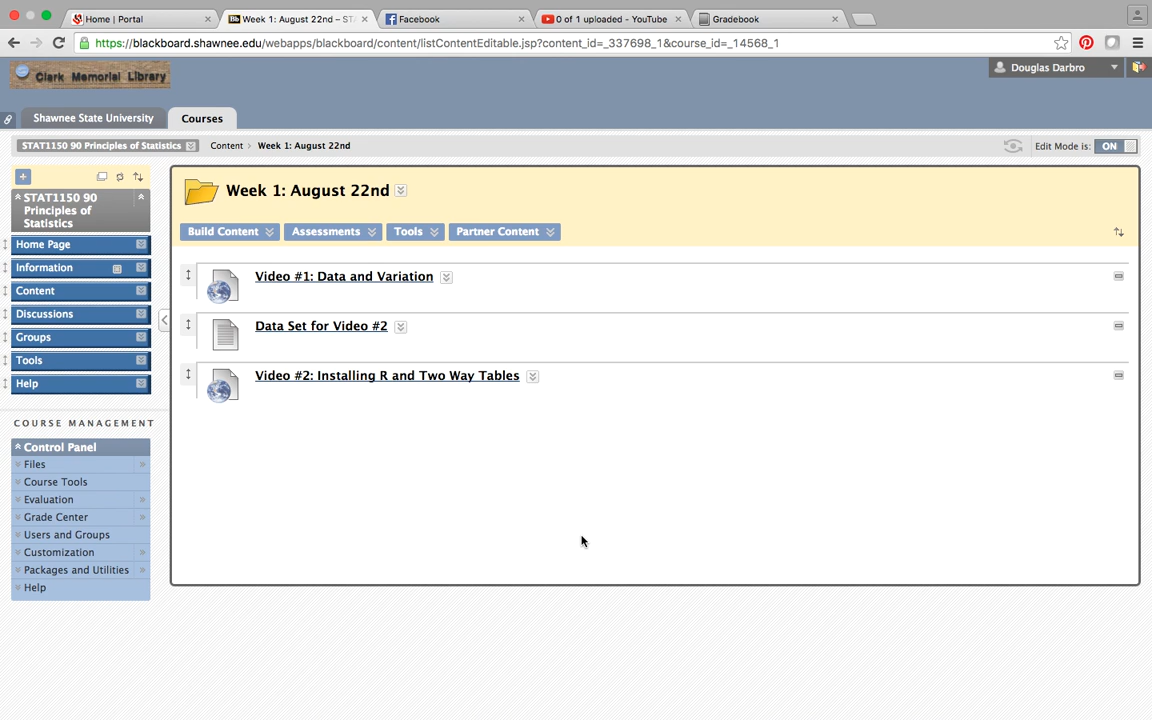 Home | Portal
Week 1: August 22nd – STA
Facebook
0 of 1 uploaded - YouTube
Gradebook
https://blackboard.shawnee.edu/webapps/blackboard/content/listContentEditable.jsp?content_id=_337698_1&course_id=_14568_1
Clark Memorial Library
Douglas Darbro
Shawnee State University
Courses
STAT1150 90 Principles of Statistics
Content
Week 1: August 22nd
Edit Mode is:
ON
STAT1150 90
Principles of
Statistics
Home Page
Information
Content
Discussions
Groups
Tools
Help
COURSE MANAGEMENT
Control Panel
Files
Course Tools
Evaluation
Grade Center
Users and Groups
Customization
Packages and Utilities
Help
Week 1: August 22nd
Build Content
Assessments
Tools
Partner Content
Video #1: Data and Variation
Data Set for Video #2
Video #2: Installing R and Two Way Tables